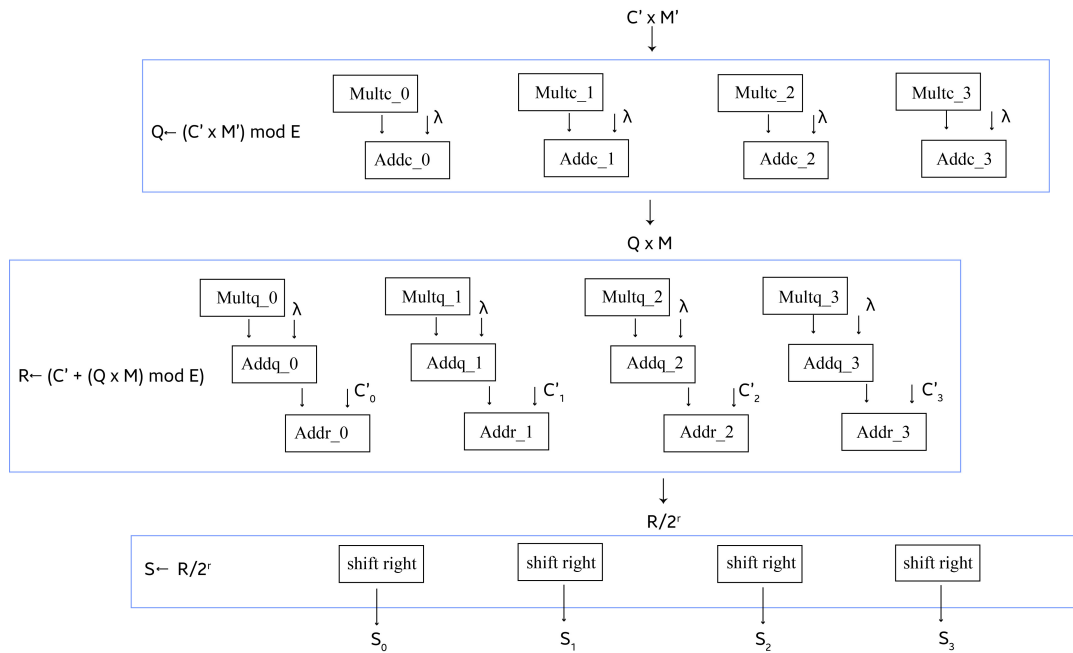 C' x M'
Multc_0 Multc_1 Multc_2 Multc_3
λ λ λ λ
Q← (C' x M') mod E
Addc_0 Addc_1 Addc_2 Addc_3
Q x M
Multq_0 Multq_1 Multq_2 Multq_3
λ λ λ λ
Addq_0 Addq_1 Addq_2 Addq_3
R← (C' + (Q x M) mod E)
C'₀ C'₁ C'₂ C'₃
Addr_0 Addr_1 Addr_2 Addr_3
R/2ʳ
S← R/2ʳ
shift right shift right shift right shift right
S₀ S₁ S₂ S₃